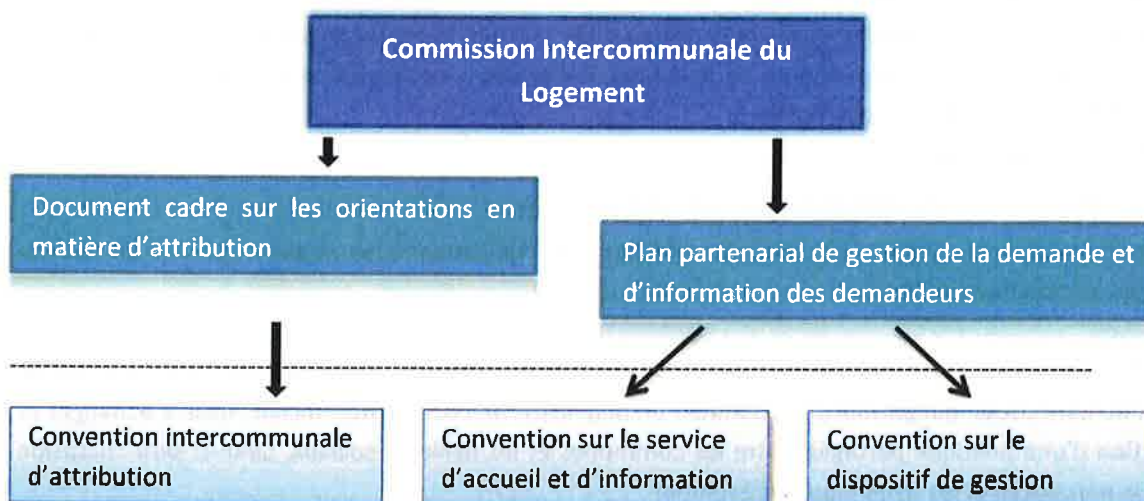 Commission Intercommunale du
Logement
Document cadre sur les orientations en
matière d'attribution
Plan partenarial de gestion de la demande et
d'information des demandeurs
Convention intercommunale
d'attribution
Convention sur le service
d'accueil et d'information
Convention sur le
dispositif de gestion